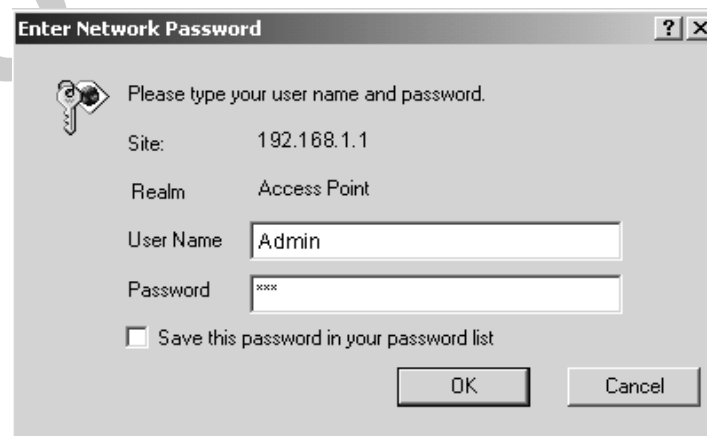 Enter Network Password
Please type your user name and password.
Site: 192.168.1.1
Realm Access Point
User Name Admin
Password ***
Save this password in your password list
OK Cancel